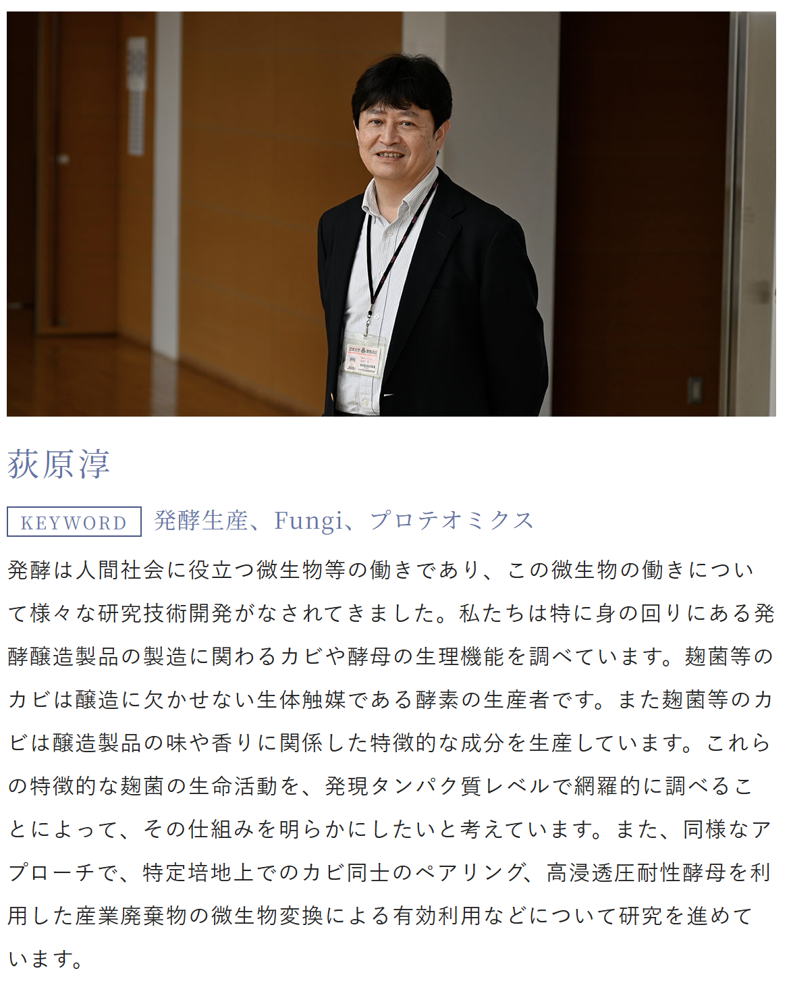 日本大学
荻原淳
KEYWORD
発酵生産、Fungi、プロテオミクス
発酵は人間社会に役立つ微生物等の働きであり、この微生物の働きについ
て様々な研究技術開発がなされてきました。私たちは特に身の回りにある発
酵醸造製品の製造に関わるカビや酵母の生理機能を調べています。麹菌等の
カビは醸造に欠かせない生体触媒である酵素の生産者です。また麹菌等のカ
ビは醸造製品の味や香りに関係した特徴的な成分を生産しています。これら
の特徴的な麹菌の生命活動を、発現タンパク質レベルで網羅的に調べるこ
とによって、その仕組みを明らかにしたいと考えています。また、同様なア
プローチで、特定培地上でのカビ同士のペアリング、高浸透圧耐性酵母を利
用した産業廃棄物の微生物変換による有効利用などについて研究を進めて
います。